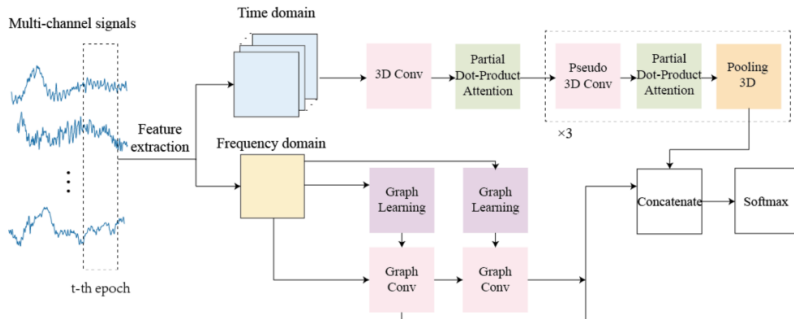 Multi-channel signals
Time domain
3D Conv
Partial
Dot-Product
Attention
Pseudo
3D Conv
Partial
Dot-Product
Attention
Pooling
3D
×3
Feature
extraction
Frequency domain
Graph
Learning
Graph
Learning
Concatenate
Softmax
Graph
Conv
Graph
Conv
t-th epoch